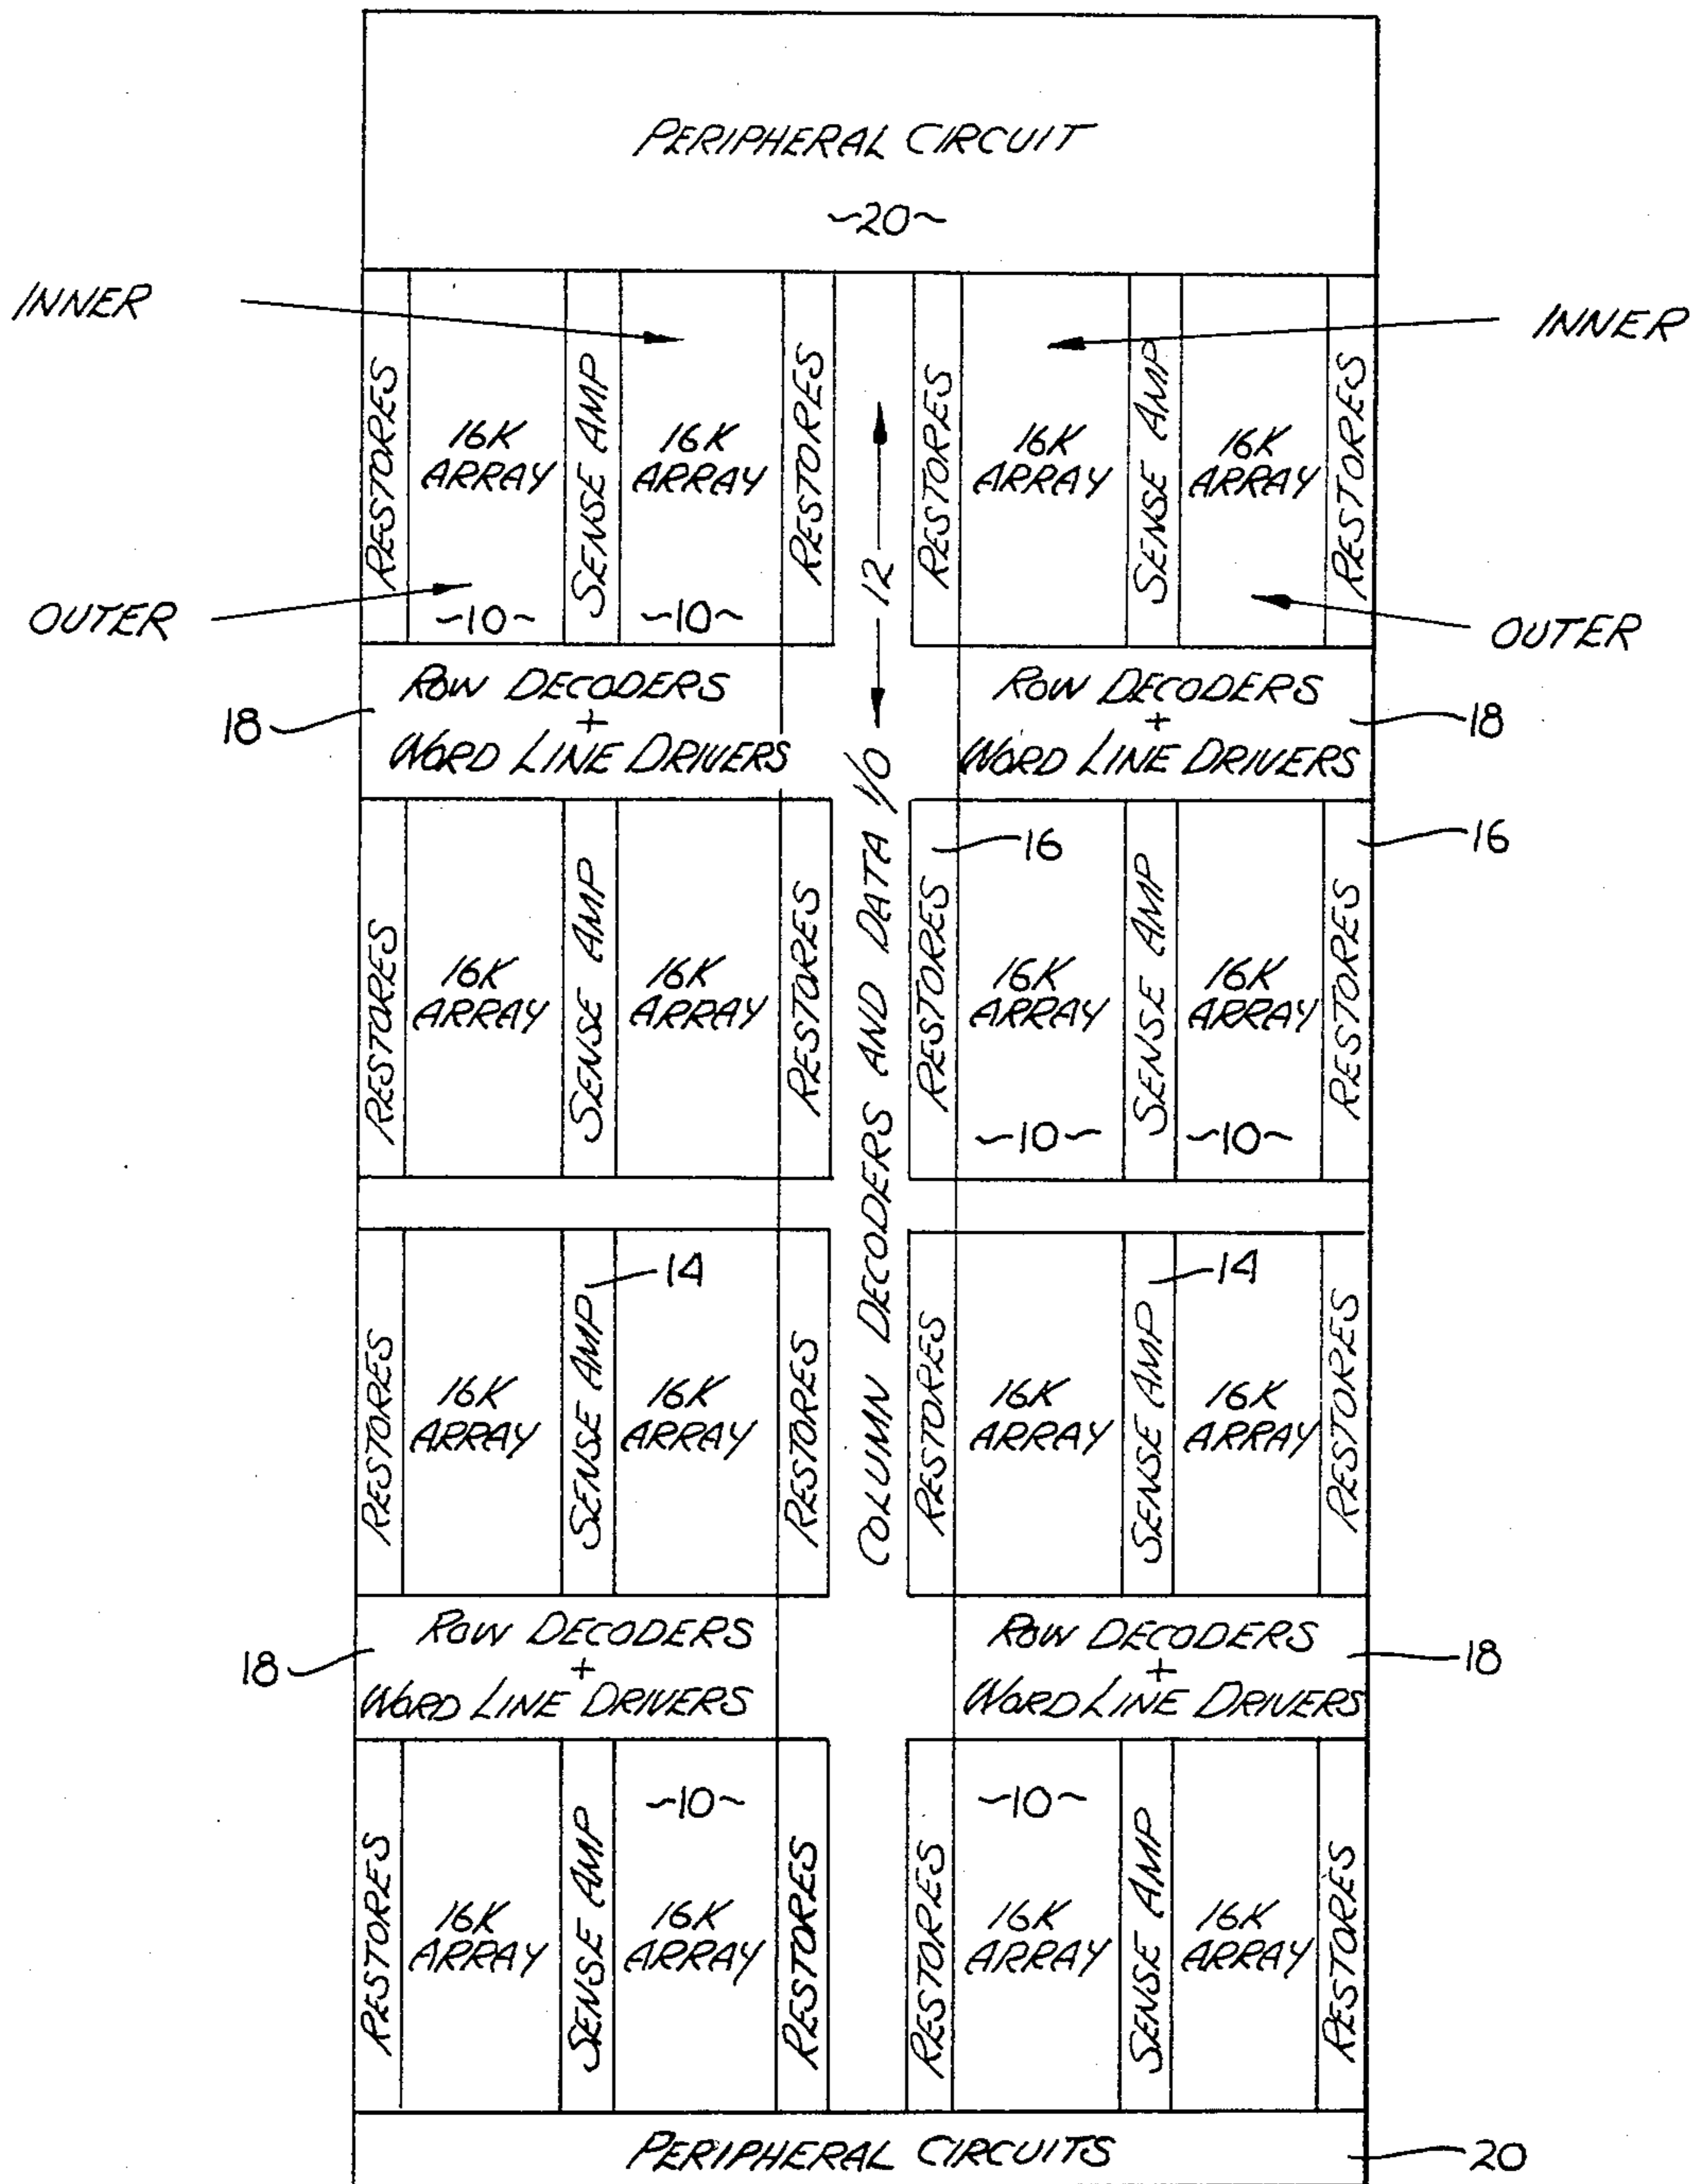 PERIPHERAL CIRCUIT
~20~
INNER
INNER
RESTORES
16K
ARRAY
SENSE AMP
16K
ARRAY
RESTORES
12
RESTORES
16K
ARRAY
SENSE AMP
16K
ARRAY
RESTORES
OUTER
~10~
~10~
OUTER
18
ROW DECODERS
+
WORD LINE DRIVERS
ROW DECODERS
+
WORD LINE DRIVERS
18
COLUMN DECODERS AND DATA I/O
RESTORES
16K
ARRAY
SENSE AMP
16K
ARRAY
RESTORES
RESTORES
16
16K
ARRAY
~10~
SENSE AMP
16K
ARRAY
~10~
RESTORES
16
RESTORES
16K
ARRAY
SENSE AMP
14
16K
ARRAY
RESTORES
RESTORES
16K
ARRAY
SENSE AMP
14
16K
ARRAY
RESTORES
18
ROW DECODERS
+
WORD LINE DRIVERS
ROW DECODERS
+
WORD LINE DRIVERS
18
RESTORES
16K
ARRAY
SENSE AMP
~10~
16K
ARRAY
RESTORES
RESTORES
~10~
16K
ARRAY
SENSE AMP
16K
ARRAY
RESTORES
PERIPHERAL CIRCUITS
20